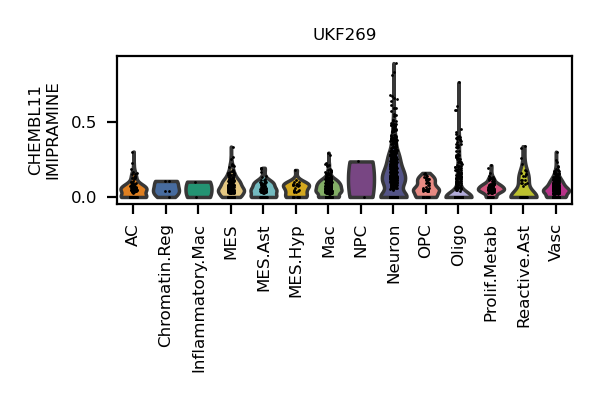 UKF269
CHEMBL11
IMIPRAMINE
0.5
0.0
AC
Chromatin.Reg
Inflammatory.Mac
MES
MES.Ast
MES.Hyp
Mac
NPC
Neuron
OPC
Oligo
Prolif.Metab
Reactive.Ast
Vasc